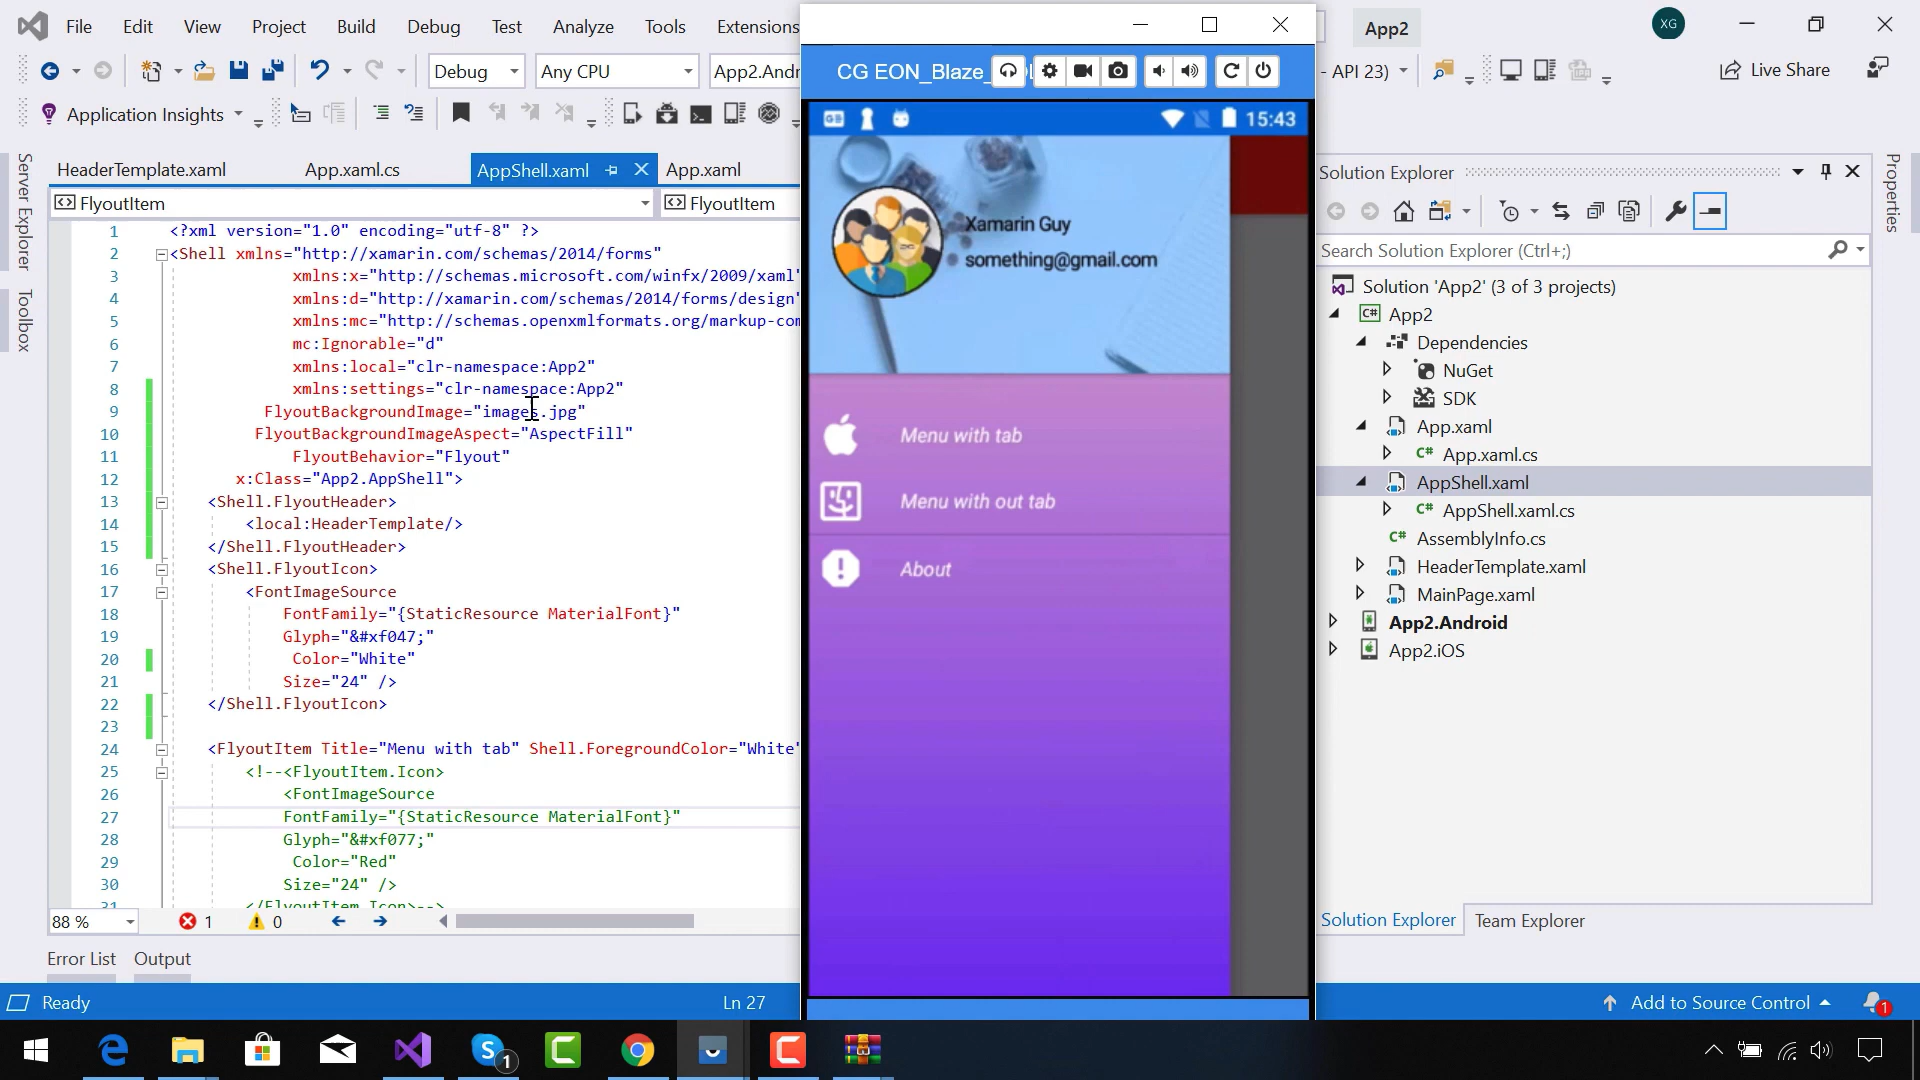 File Edit View Project Build Debug Test Analyze Tools Extensions
App2
XG
Debug
Any CPU
App2.Andr
- API 23)
Live Share
Application Insights
CG EON_Blaze_
15:43
HeaderTemplate.xaml
App.xaml.cs
AppShell.xaml
App.xaml
FlyoutItem
FlyoutItem
Server Explorer
Toolbox
1 <?xml version="1.0" encoding="utf-8" ?>
2 <Shell xmlns="http://xamarin.com/schemas/2014/forms"
3 xmlns:x="http://schemas.microsoft.com/winfx/2009/xaml"
4 xmlns:d="http://xamarin.com/schemas/2014/forms/design"
5 xmlns:mc="http://schemas.openxmlformats.org/markup-com
6 mc:Ignorable="d"
7 xmlns:local="clr-namespace:App2"
8 xmlns:settings="clr-namespace:App2"
9 FlyoutBackgroundImage="images.jpg"
10 FlyoutBackgroundImageAspect="AspectFill"
11 FlyoutBehavior="Flyout"
12 x:Class="App2.AppShell">
13 <Shell.FlyoutHeader>
14 <local:HeaderTemplate/>
15 </Shell.FlyoutHeader>
16 <Shell.FlyoutIcon>
17 <FontImageSource
18 FontFamily="{StaticResource MaterialFont}"
19 Glyph="&#xf047;"
20 Color="White"
21 Size="24" />
22 </Shell.FlyoutIcon>
23
24 <FlyoutItem Title="Menu with tab" Shell.ForegroundColor="White"
25 <!--<FlyoutItem.Icon>
26 <FontImageSource
27 FontFamily="{StaticResource MaterialFont}"
28 Glyph="&#xf077;"
29 Color="Red"
30 Size="24" />
31 </FlyoutItem.Icon>-->
88 %
1
0
Error List
Output
Ready
Ln 27
Xamarin Guy
something@gmail.com
Menu with tab
Menu with out tab
About
Solution Explorer
Search Solution Explorer (Ctrl+;)
Solution 'App2' (3 of 3 projects)
C# App2
Dependencies
NuGet
SDK
App.xaml
C# App.xaml.cs
AppShell.xaml
C# AppShell.xaml.cs
C# AssemblyInfo.cs
HeaderTemplate.xaml
MainPage.xaml
App2.Android
App2.iOS
Solution Explorer
Team Explorer
Properties
Add to Source Control
1
1